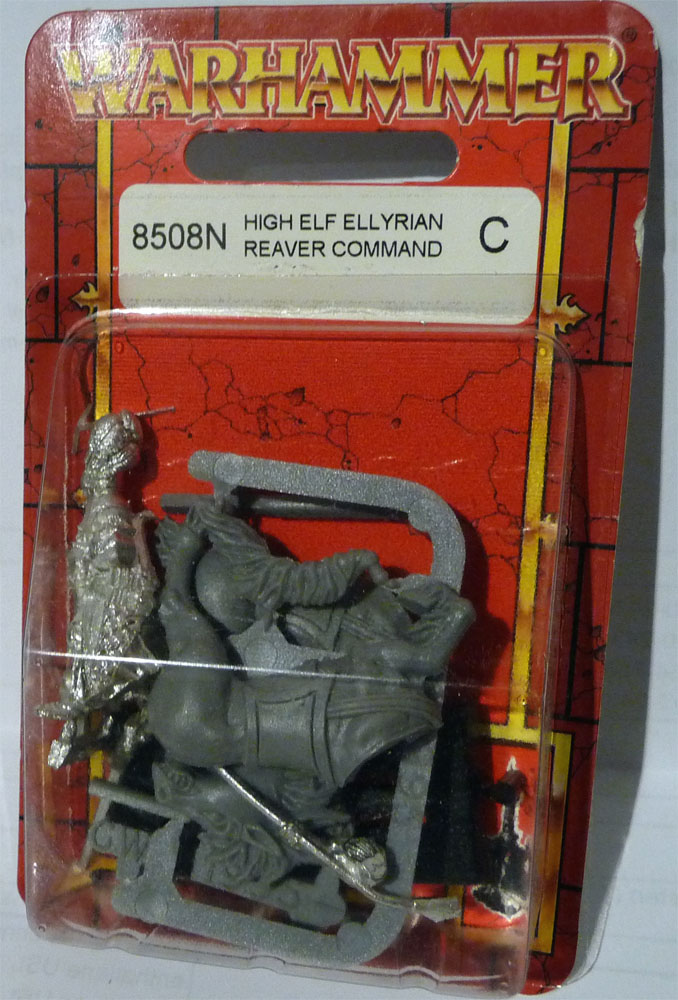 WARHAMMER®
8508N HIGH ELF ELLYRIAN REAVER COMMAND C